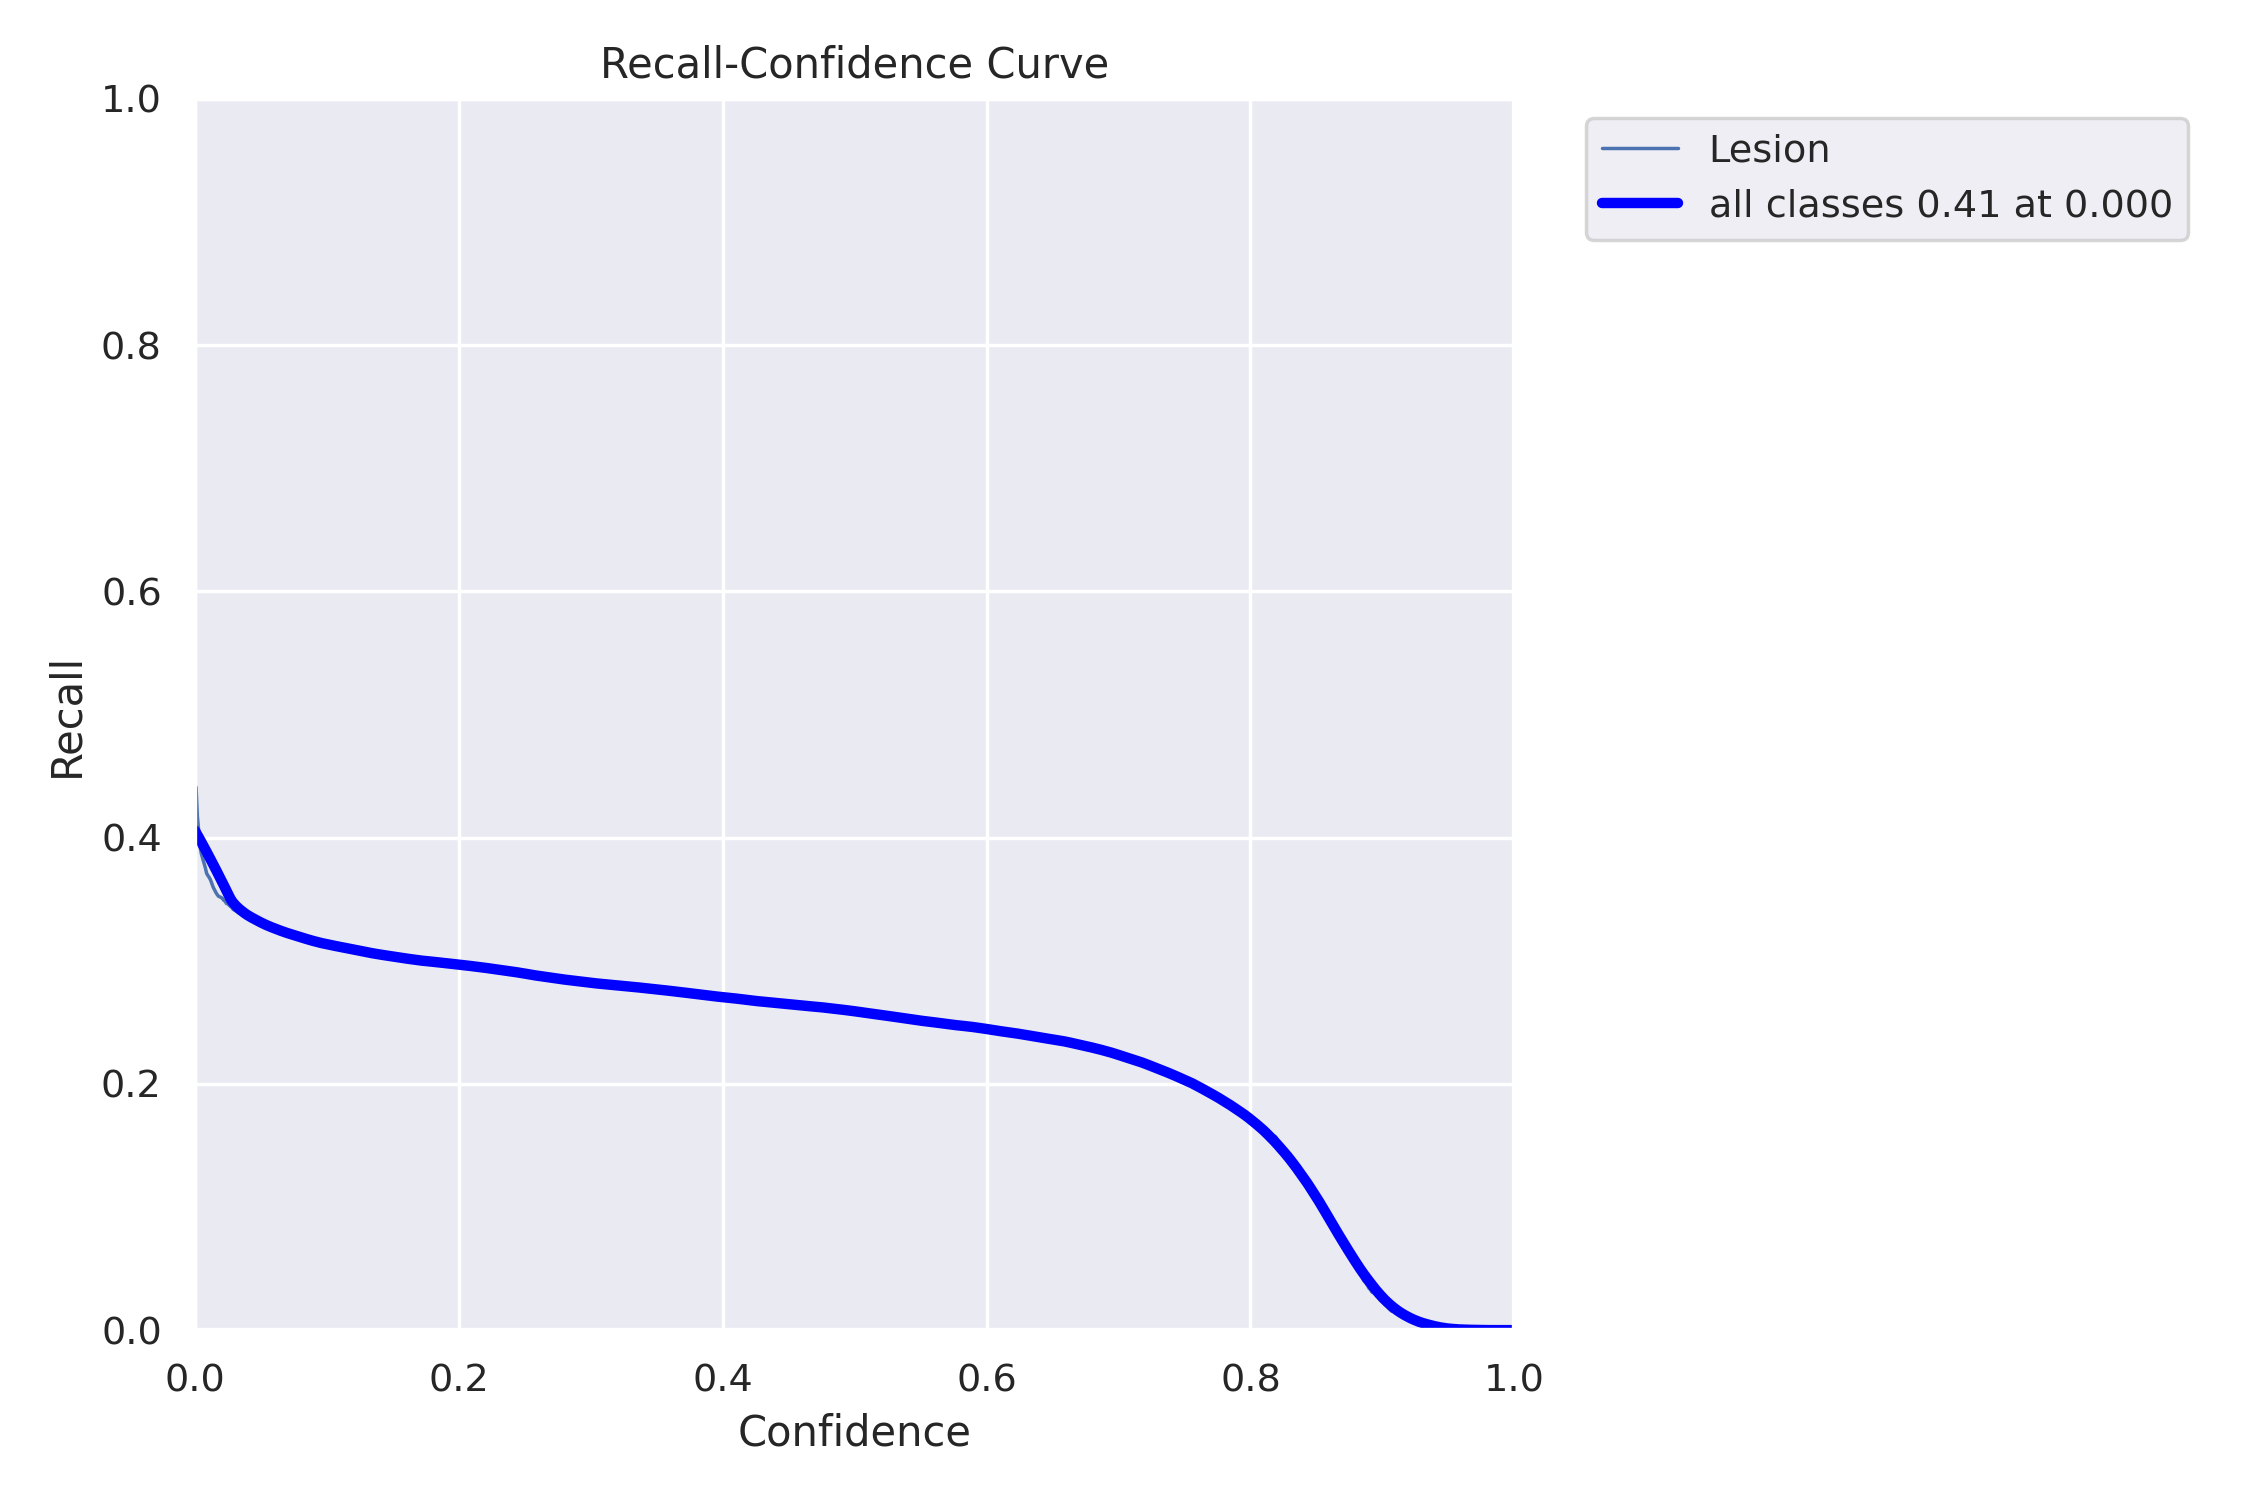 Recall-Confidence Curve
1.0
0.8
0.6
0.4
0.2
0.0
Recall
0.0 0.2 0.4 0.6 0.8 1.0
Confidence
Lesion
all classes 0.41 at 0.000